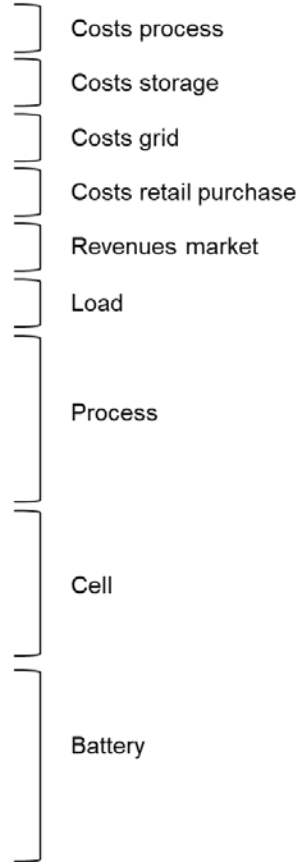 Costs process
Costs storage
Costs grid
Costs retail purchase
Revenues market
Load
Process
Cell
Battery